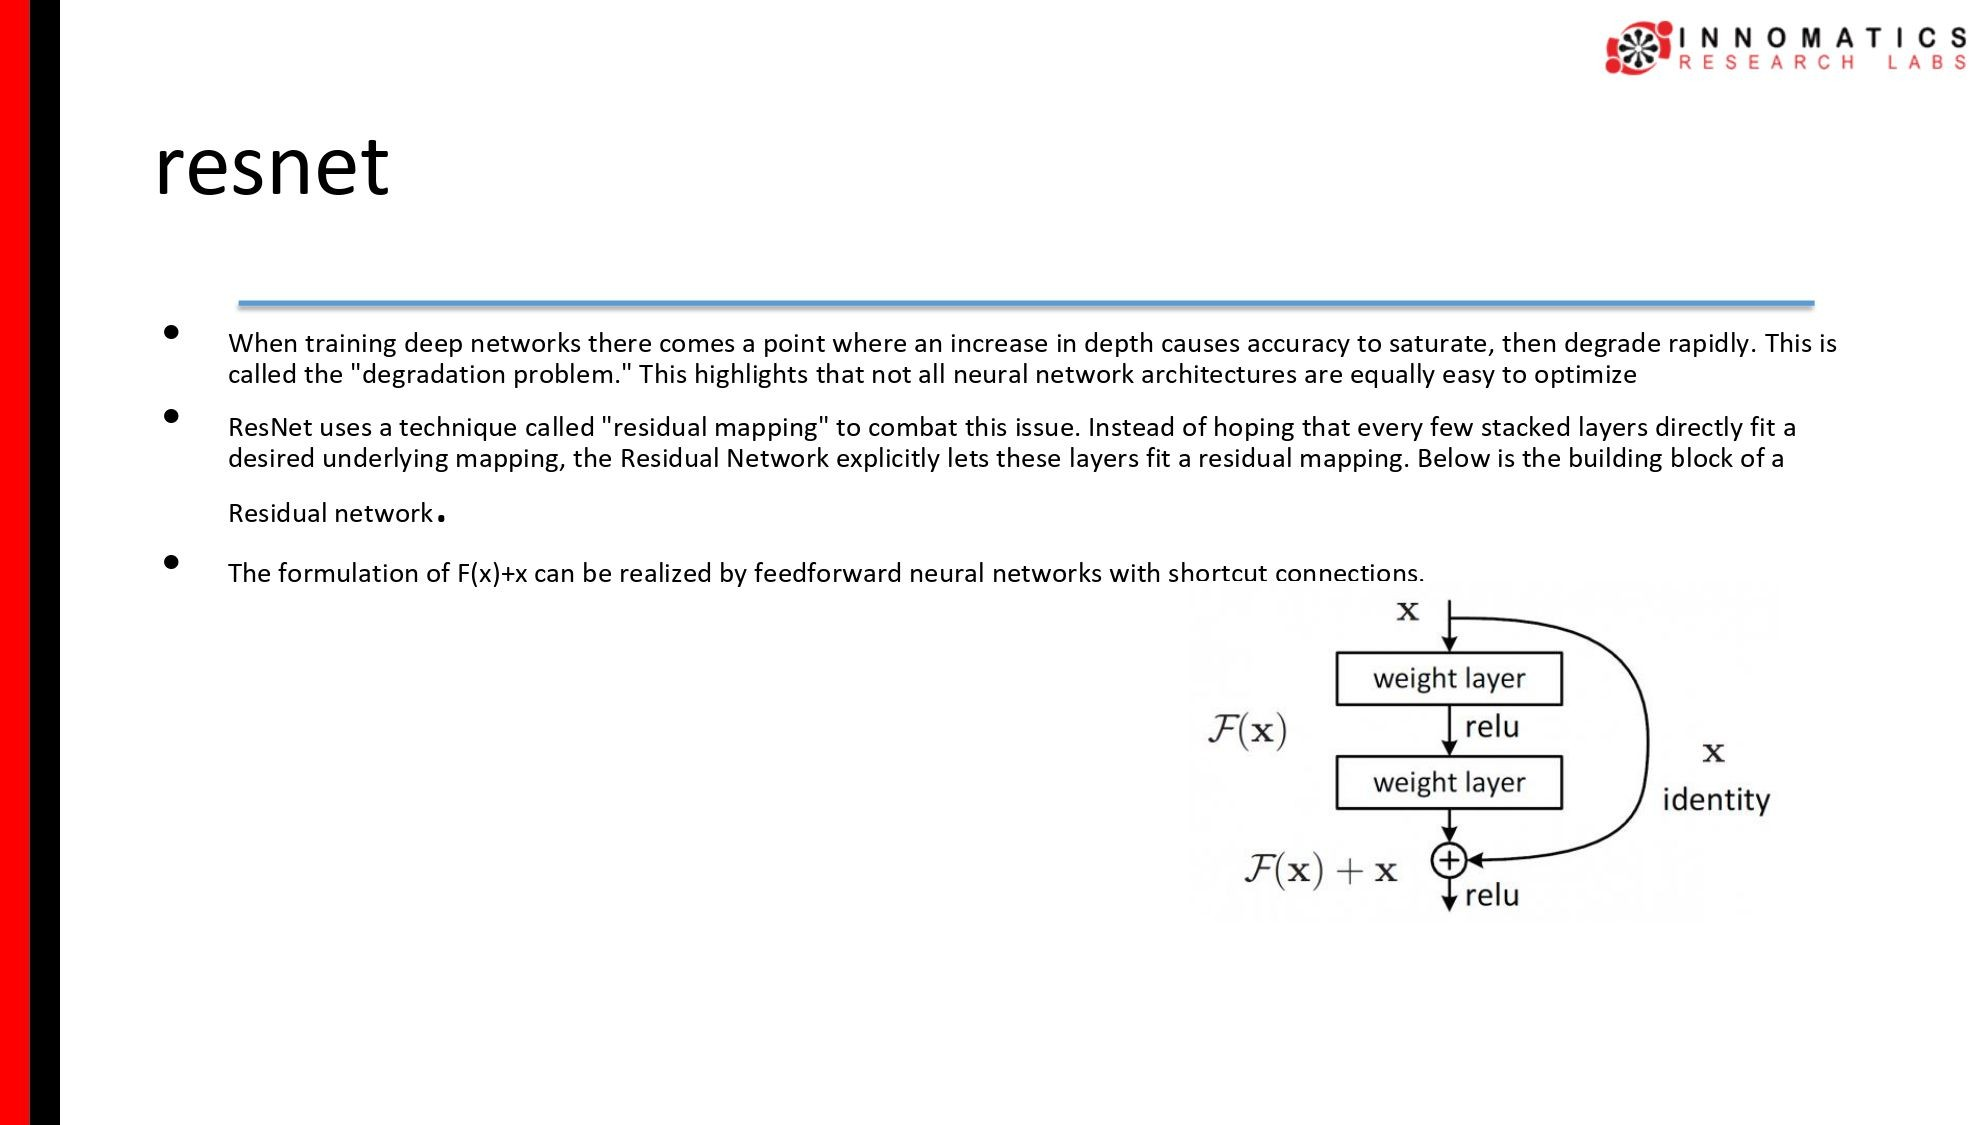 INNOMATICS
RESEARCH LABS
resnet
• When training deep networks there comes a point where an increase in depth causes accuracy to saturate, then degrade rapidly. This is
called the "degradation problem." This highlights that not all neural network architectures are equally easy to optimize
• ResNet uses a technique called "residual mapping" to combat this issue. Instead of hoping that every few stacked layers directly fit a
desired underlying mapping, the Residual Network explicitly lets these layers fit a residual mapping. Below is the building block of a
Residual network.
• The formulation of F(x)+x can be realized by feedforward neural networks with shortcut connections.
x
weight layer
F(x)
relu
weight layer
x
identity
F(x) + x
relu